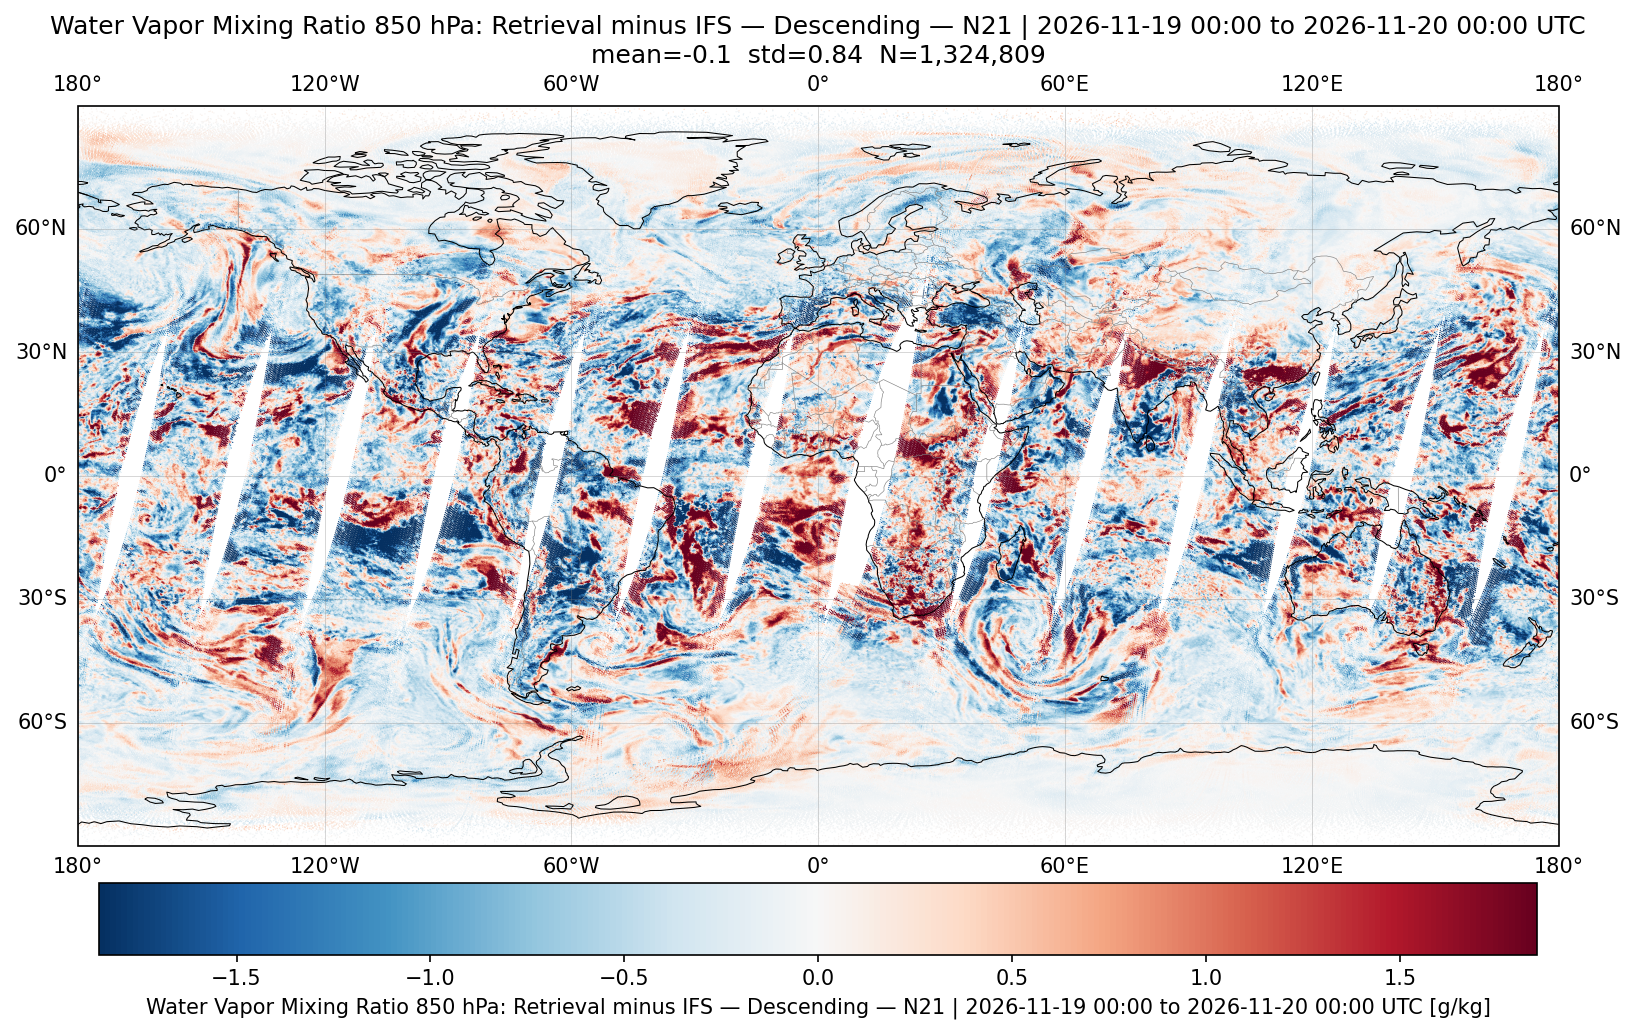 Water Vapor Mixing Ratio 850 hPa: Retrieval minus IFS — Descending — N21 | 2026-11-19 00:00 to 2026-11-20 00:00 UTC
mean=-0.1  std=0.84  N=1,324,809
180° 120°W 60°W 0° 60°E 120°E 180°
60°N 60°N
30°N 30°N
0° 0°
30°S 30°S
60°S 60°S
180° 120°W 60°W 0° 60°E 120°E 180°
−1.5 −1.0 −0.5 0.0 0.5 1.0 1.5
Water Vapor Mixing Ratio 850 hPa: Retrieval minus IFS — Descending — N21 | 2026-11-19 00:00 to 2026-11-20 00:00 UTC [g/kg]